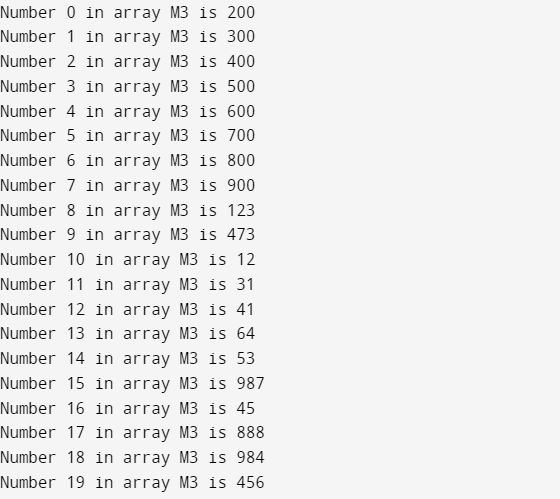 Number 0 in array M3 is 200
Number 1 in array M3 is 300
Number 2 in array M3 is 400
Number 3 in array M3 is 500
Number 4 in array M3 is 600
Number 5 in array M3 is 700
Number 6 in array M3 is 800
Number 7 in array M3 is 900
Number 8 in array M3 is 123
Number 9 in array M3 is 473
Number 10 in array M3 is 12
Number 11 in array M3 is 31
Number 12 in array M3 is 41
Number 13 in array M3 is 64
Number 14 in array M3 is 53
Number 15 in array M3 is 987
Number 16 in array M3 is 45
Number 17 in array M3 is 888
Number 18 in array M3 is 984
Number 19 in array M3 is 456